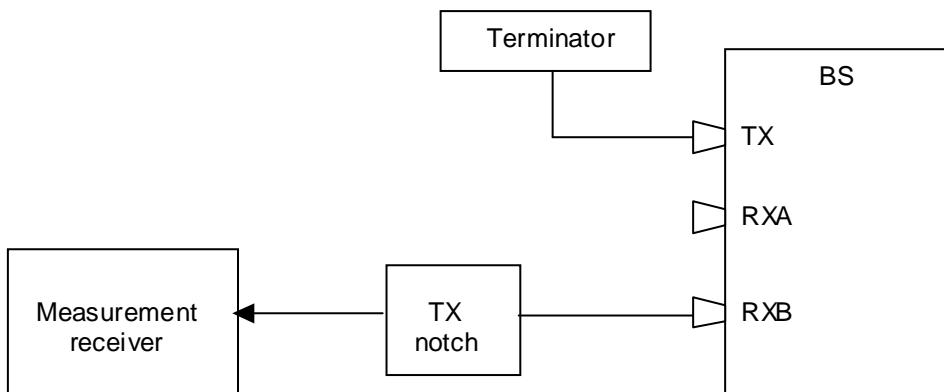 Terminator
BS
TX
RXA
Measurement
receiver
TX
notch
RXB